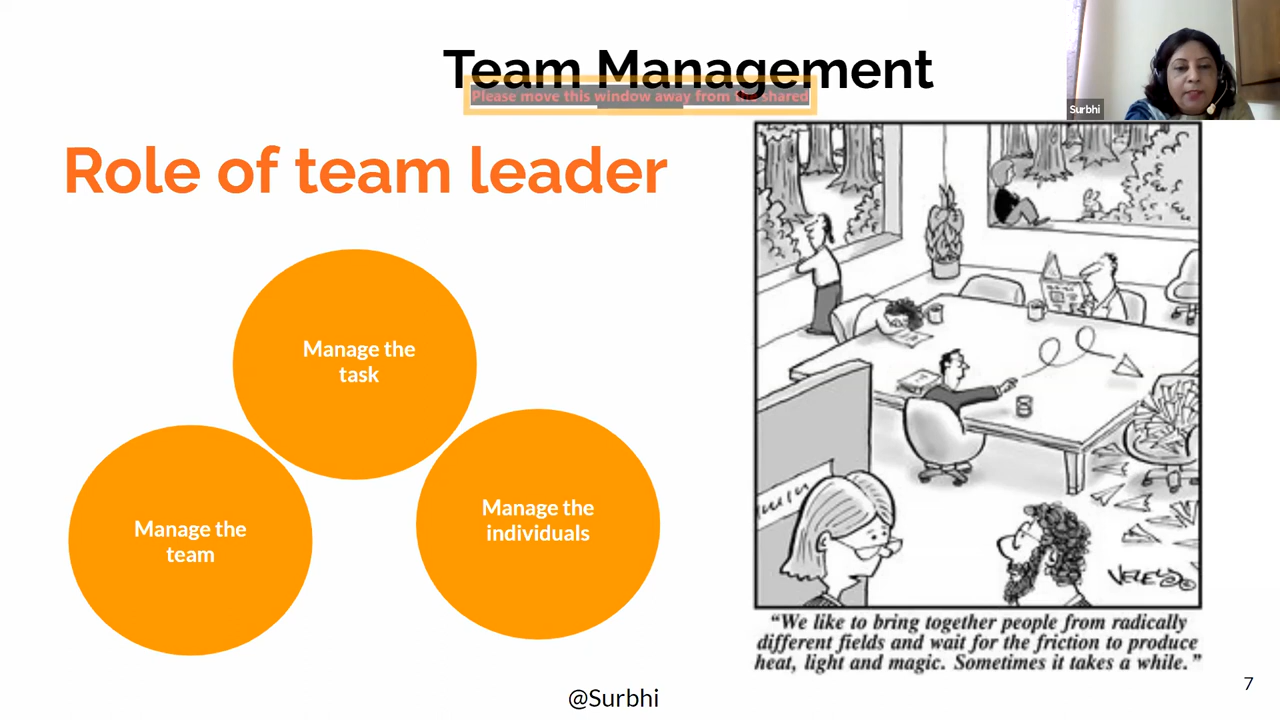 Team Management
Please move this window away from the shared
Surbhi
Role of team leader
Manage the
task
Manage the
team
Manage the
individuals
VELEY ©
“We like to bring together people from radically
different fields and wait for the friction to produce
heat, light and magic. Sometimes it takes a while.”
@Surbhi
7